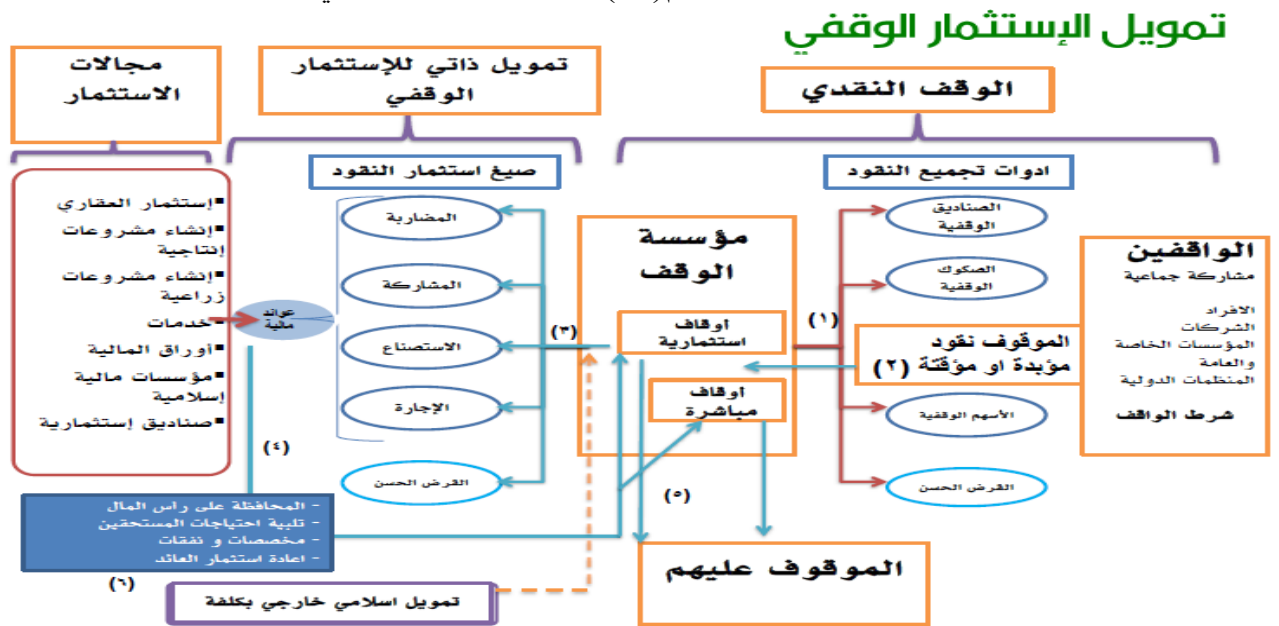 تمويل الإستثمار الوقفي
الوقف النقدي
تمويل ذاتي للإستثمار
الوقفي
مجالات
الاستثمار
ادوات تجميع النقود
صيغ استثمار النقود
الواقفين
مشاركة جماعية
الافراد
الشركات
المؤسسات الخاصة
والعامة
المنظمات الدولية
شرط الواقف
الصناديق
الوقفية
الصكوك
الوقفية
الموقوف نقود
مؤبدة او مؤقتة (٢)
الأسهم الوقفية
القرض الحسن
(١)
مؤسسة
الوقف
أوقاف
استثمارية
أوقاف
مباشرة
(٣)
(٥)
الموقوف عليهم
المضاربة
المشاركة
الاستصناع
الإجارة
القرض الحسن
عوائد
مالية
▪إستثمار العقاري
▪إنشاء مشروعات
إنتاجية
▪إنشاء مشروعات
زراعية
▪خدمات
▪أوراق المالية
▪مؤسسات مالية
إسلامية
▪صناديق إستثمارية
(٤)
- المحافظة على راس المال
- تلبية احتياجات المستحقين
- مخصصات و نفقات
- اعادة استثمار العائد
(٦)
تمويل اسلامي خارجي بكلفة